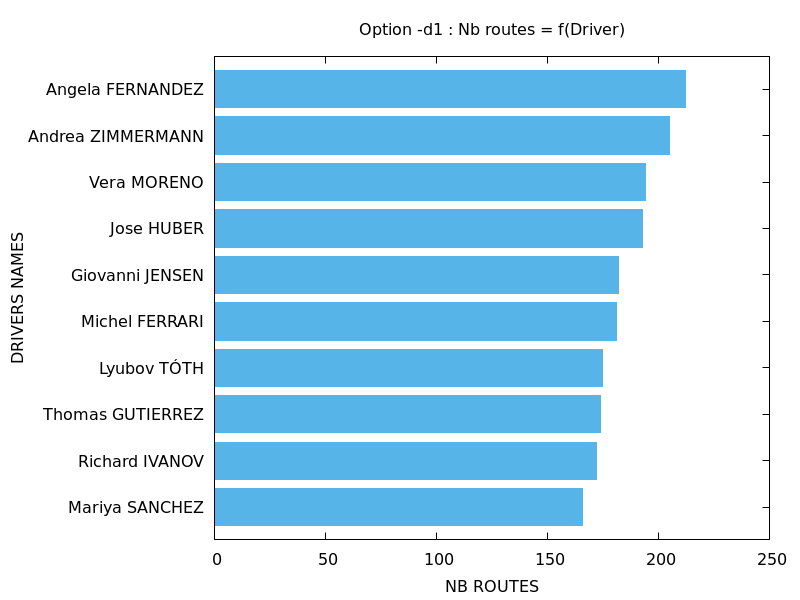 Option -d1 : Nb routes = f(Driver)
DRIVERS NAMES
Angela FERNANDEZ
Andrea ZIMMERMANN
Vera MORENO
Jose HUBER
Giovanni JENSEN
Michel FERRARI
Lyubov TÓTH
Thomas GUTIERREZ
Richard IVANOV
Mariya SANCHEZ
0 50 100 150 200 250
NB ROUTES